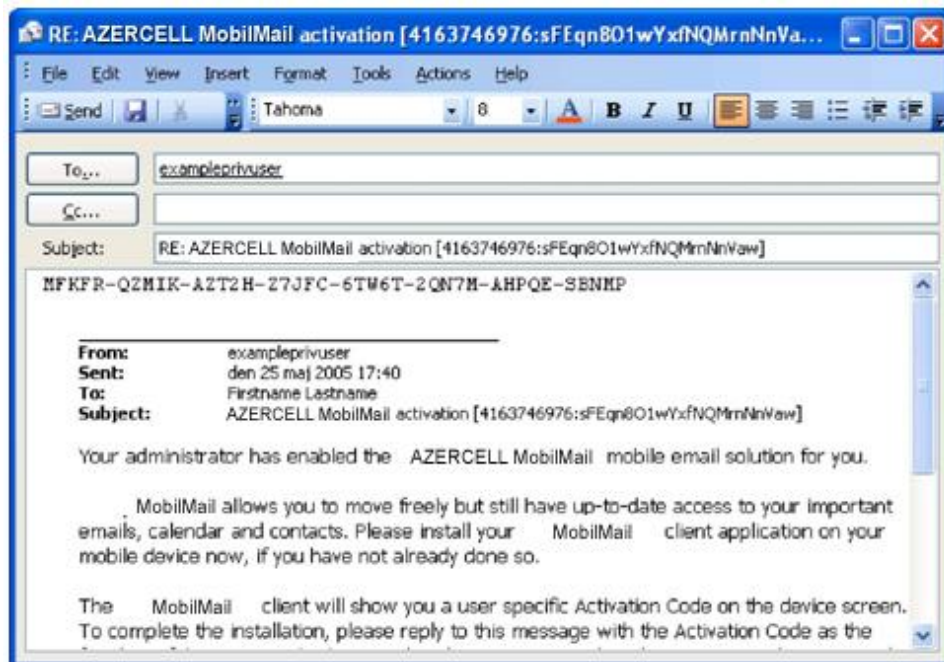 RE: AZERCELL MobilMail activation [4163746976:sFEqn8O1wYxfNQMrnNnVa...
File Edit View Insert Format Tools Actions Help
Send Tahoma 8 A B I U
To...
exampleprivuser
Cc...
Subject: RE: AZERCELL MobilMail activation [4163746976:sFEqn8O1wYxfNQMrnNnVaw]
MFKFR-QZMIK-AZT2H-Z7JFC-6TW6T-2QN7M-AHPQE-SBNMP
From: exampleprivuser
Sent: den 25 maj 2005 17:40
To: Firstname Lastname
Subject: AZERCELL MobilMail activation [4163746976:sFEqn8O1wYxfNQMrnNnVaw]
Your administrator has enabled the AZERCELL MobilMail mobile email solution for you.
MobilMail allows you to move freely but still have up-to-date access to your important
emails, calendar and contacts. Please install your MobilMail client application on your
mobile device now, if you have not already done so.
The MobilMail client will show you a user specific Activation Code on the device screen.
To complete the installation, please reply to this message with the Activation Code as the